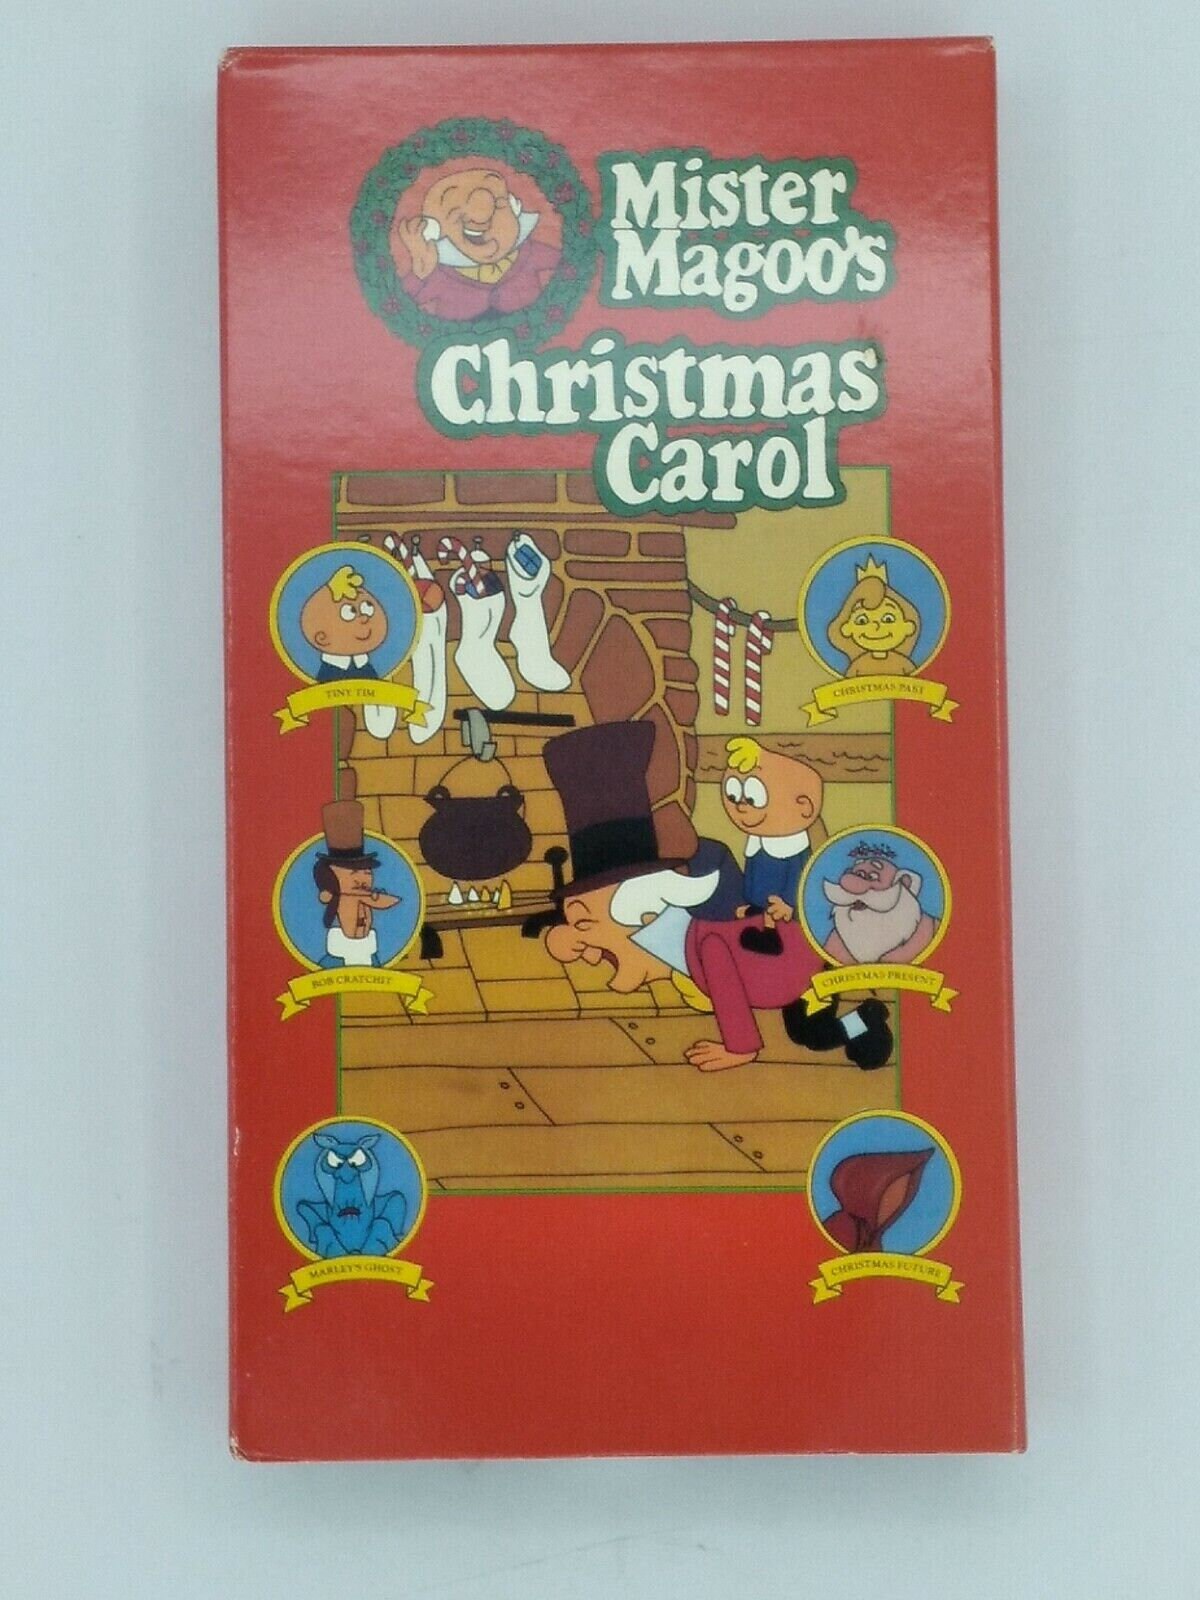 Mister
Magoo's
Christmas
Carol
TINY TIM
CHRISTMAS PAST
BOB CRATCHIT
CHRISTMAS PRESENT
MARLEY'S GHOST
CHRISTMAS FUTURE